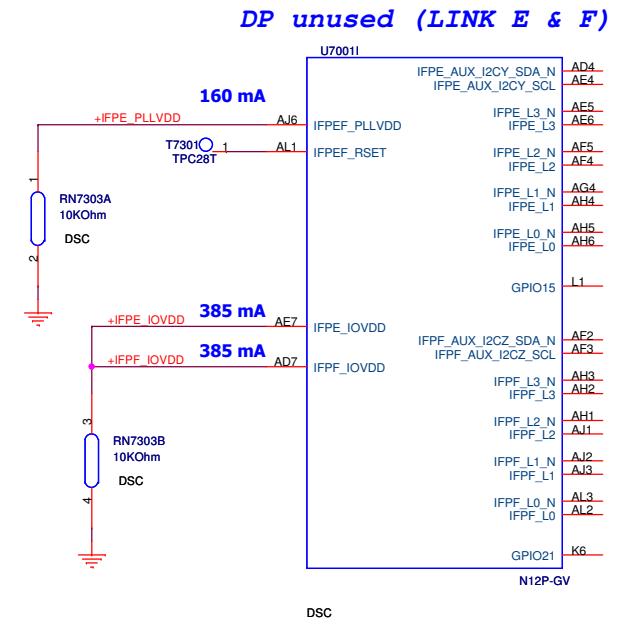 DP unused (LINK E & F)
U7001I
160 mA
+IFPE_PLLVDD
AJ6
IFPEF_PLLVDD
T7301
TPC28T
1
AL1
IFPEF_RSET
1
RN7303A
10KOhm
DSC
2
385 mA
+IFPE_IOVDD
AE7
IFPE_IOVDD
385 mA
+IFPF_IOVDD
AD7
IFPF_IOVDD
3
RN7303B
10KOhm
DSC
4
IFPE_AUX_I2CY_SDA_N AD4
IFPE_AUX_I2CY_SCL AE4
IFPE_L3_N AE5
IFPE_L3 AE6
IFPE_L2_N AF5
IFPE_L2 AF4
IFPE_L1_N AG4
IFPE_L1 AH4
IFPE_L0_N AH5
IFPE_L0 AH6
GPIO15 L1
IFPF_AUX_I2CZ_SDA_N AF2
IFPF_AUX_I2CZ_SCL AF3
IFPF_L3_N AH3
IFPF_L3 AH2
IFPF_L2_N AH1
IFPF_L2 AJ1
IFPF_L1_N AJ2
IFPF_L1 AJ3
IFPF_L0_N AL3
IFPF_L0 AL2
GPIO21 K6
N12P-GV
DSC